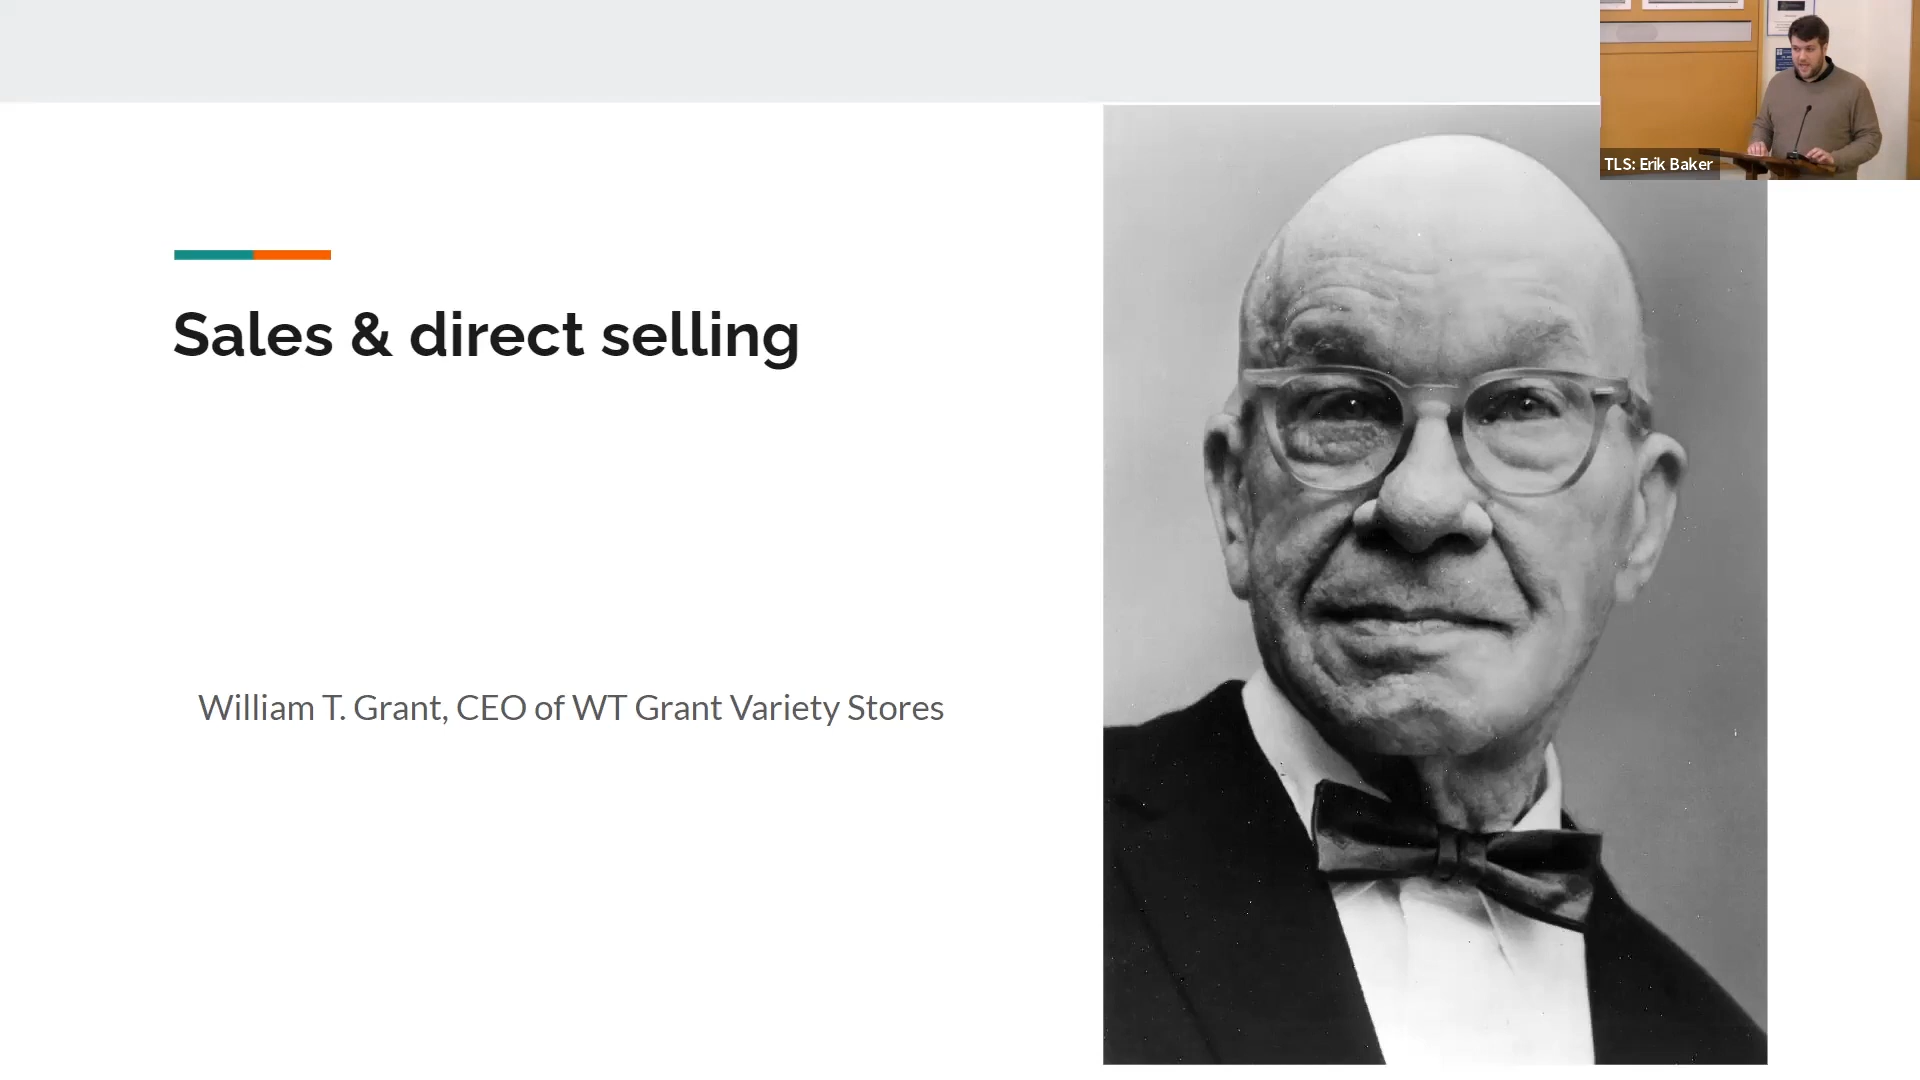 TLS: Erik Baker
Sales & direct selling
William T. Grant, CEO of WT Grant Variety Stores